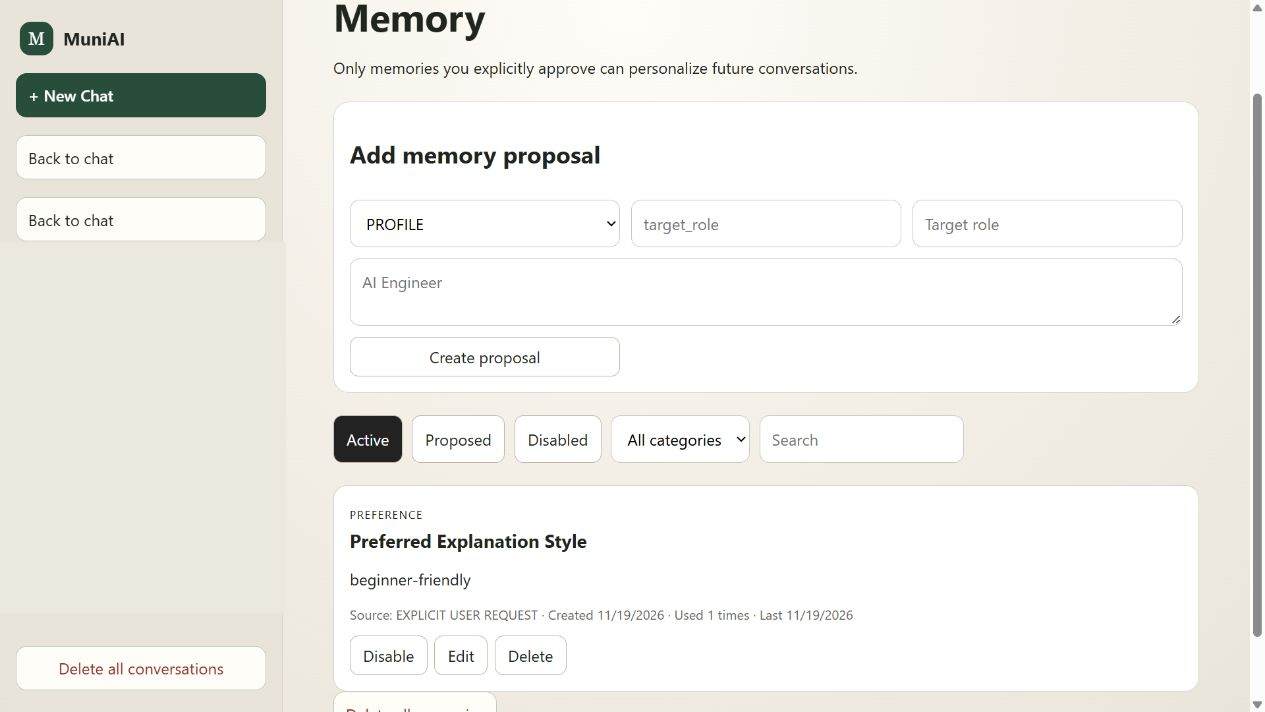 M MuniAI
+ New Chat
Back to chat
Back to chat
Delete all conversations
Memory
Only memories you explicitly approve can personalize future conversations.
Add memory proposal
PROFILE target_role Target role
AI Engineer
Create proposal
Active Proposed Disabled All categories Search
PREFERENCE
Preferred Explanation Style
beginner-friendly
Source: EXPLICIT USER REQUEST · Created 11/19/2026 · Used 1 times · Last 11/19/2026
Disable Edit Delete